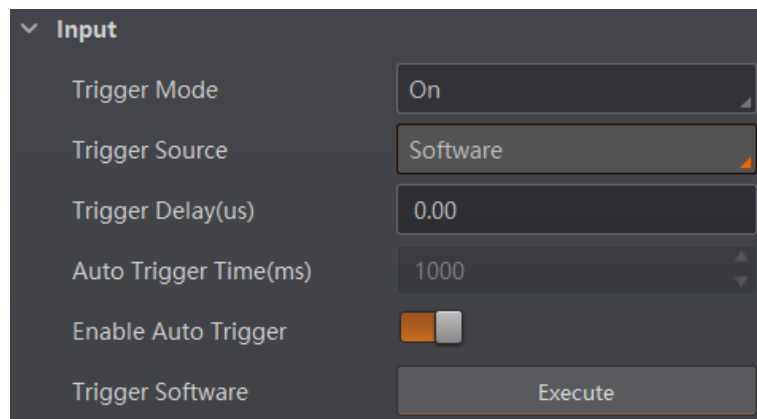 Input
Trigger Mode On
Trigger Source Software
Trigger Delay(us) 0.00
Auto Trigger Time(ms) 1000
Enable Auto Trigger
Trigger Software Execute